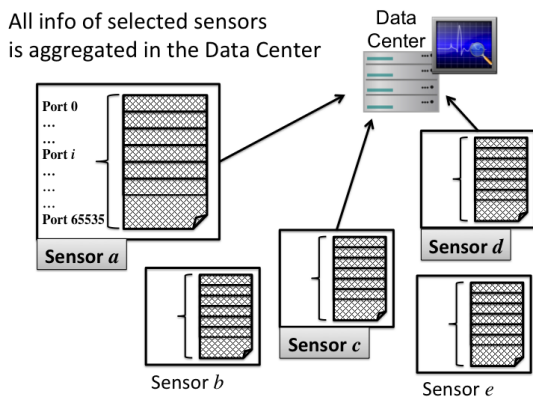 All info of selected sensors
is aggregated in the Data Center
Data
Center
Port 0
...
...
Port i
...
...
...
Port 65535
Sensor a
Sensor d
Sensor c
Sensor b
Sensor e